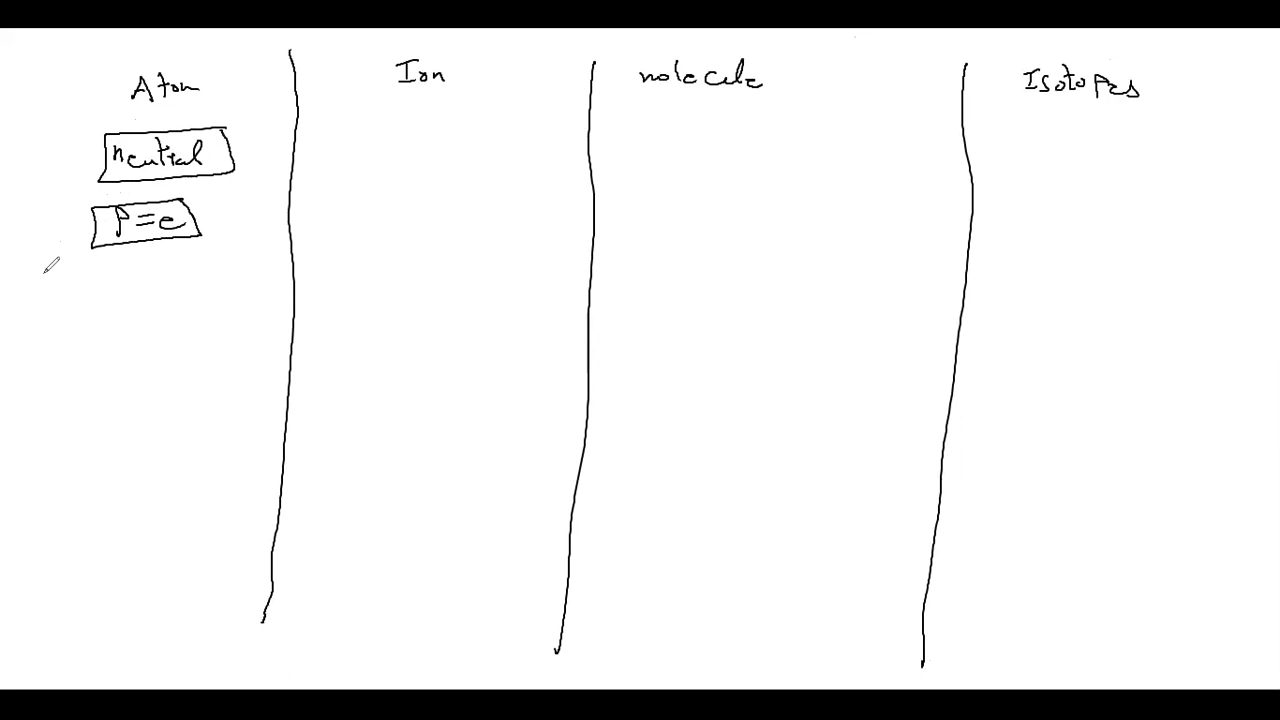 Atom
Ion
molecule
Isotopes
neutral
P=e